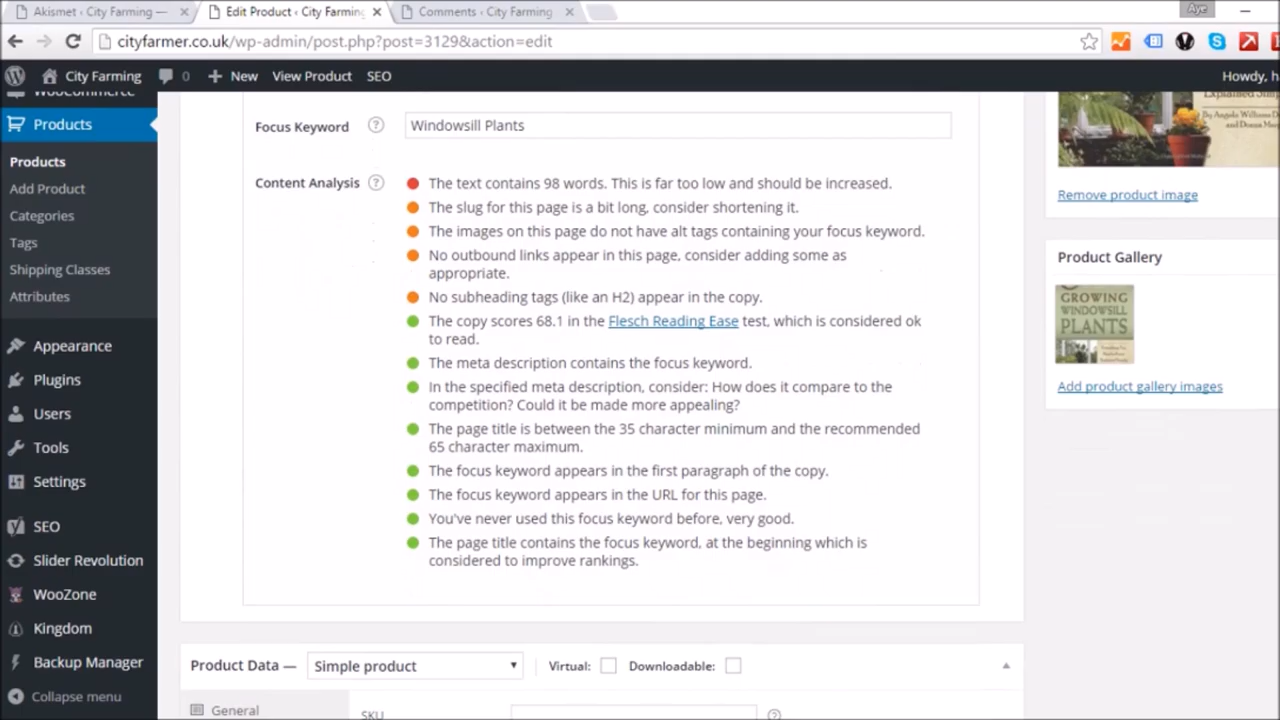 Akismet ‹ City Farming —
Edit Product ‹ City Farming
Comments ‹ City Farming
Aye
cityfarmer.co.uk/wp-admin/post.php?post=3129&action=edit
City Farming
0
New
View Product
SEO
Howdy, h
WooCommerce
Products
Products
Add Product
Categories
Tags
Shipping Classes
Attributes
Appearance
Plugins
Users
Tools
Settings
SEO
Slider Revolution
WooZone
Kingdom
Backup Manager
Collapse menu
Focus Keyword
?
Windowsill Plants
Content Analysis
?
The text contains 98 words. This is far too low and should be increased.
The slug for this page is a bit long, consider shortening it.
The images on this page do not have alt tags containing your focus keyword.
No outbound links appear in this page, consider adding some as
appropriate.
No subheading tags (like an H2) appear in the copy.
The copy scores 68.1 in the Flesch Reading Ease test, which is considered ok
to read.
The meta description contains the focus keyword.
In the specified meta description, consider: How does it compare to the
competition? Could it be made more appealing?
The page title is between the 35 character minimum and the recommended
65 character maximum.
The focus keyword appears in the first paragraph of the copy.
The focus keyword appears in the URL for this page.
You've never used this focus keyword before, very good.
The page title contains the focus keyword, at the beginning which is
considered to improve rankings.
Product Data —
Simple product
Virtual:
Downloadable:
General
SKU
?
Explained Simply
By Angela Williams D
and Donna Mur
Remove product image
Product Gallery
GROWING
WINDOWSILL
PLANTS
Add product gallery images